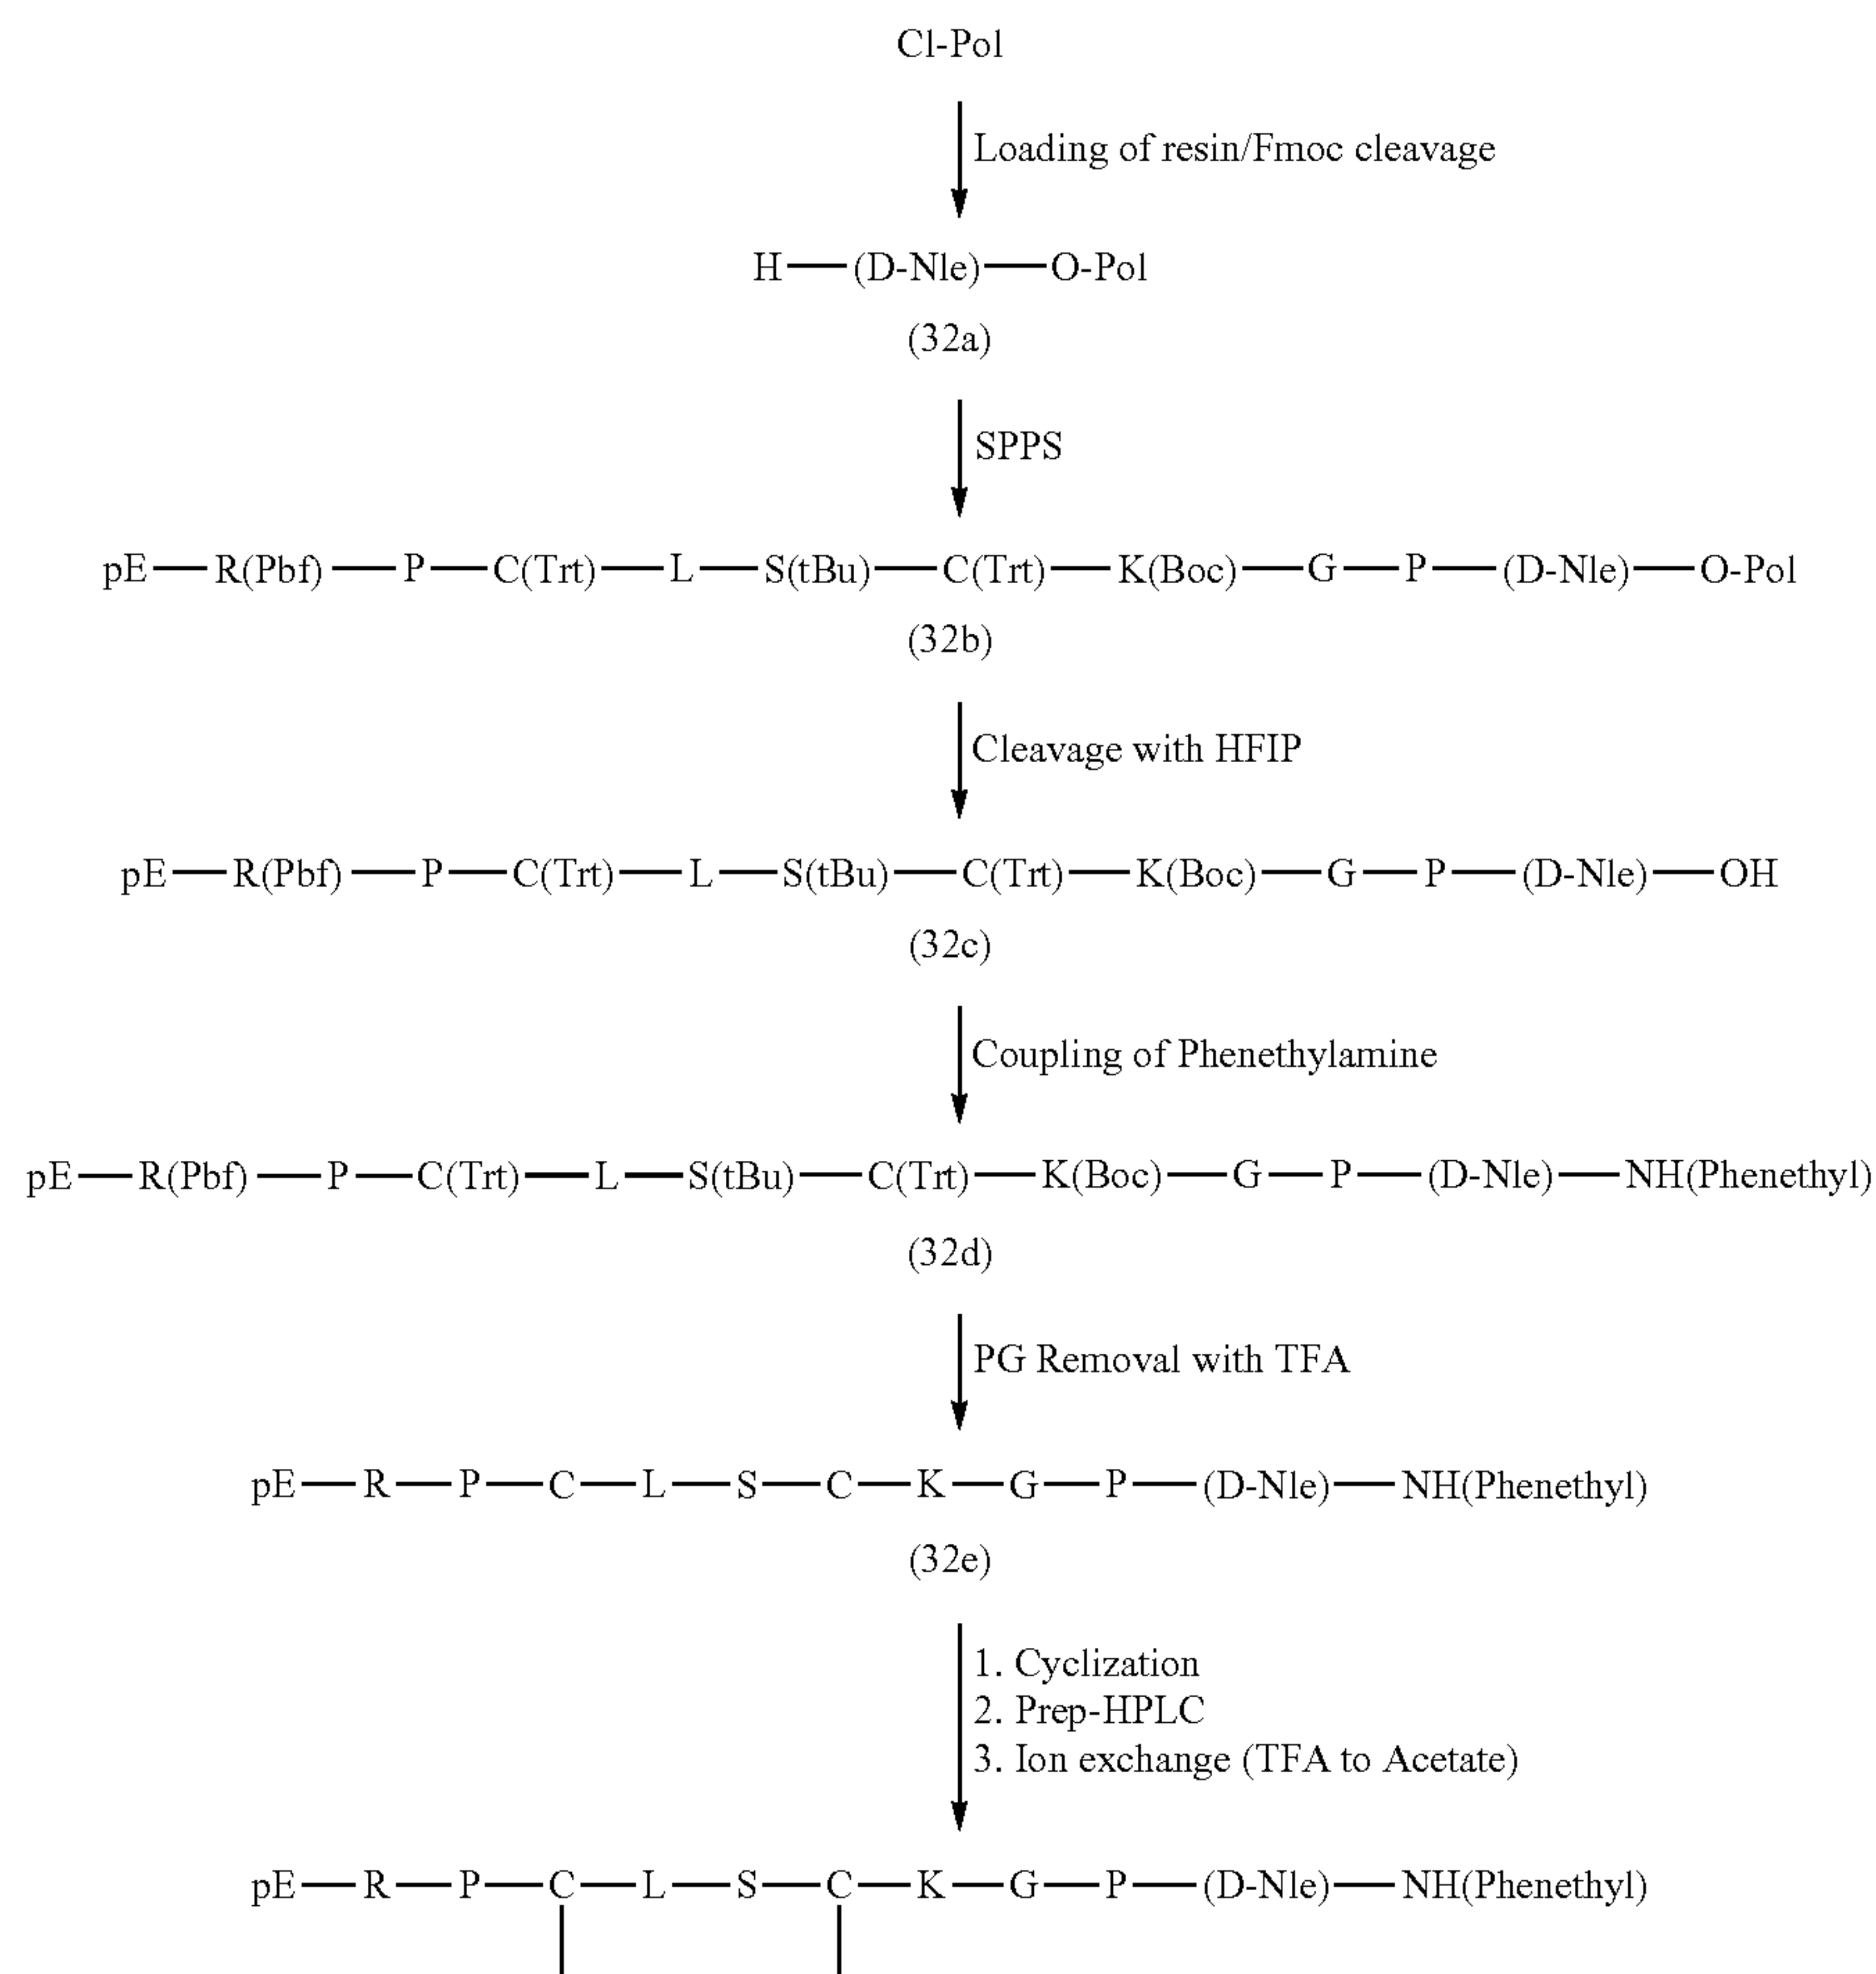 Cl-Pol
Loading of resin/Fmoc cleavage
H—(D-Nle)—O-Pol
(32a)
SPPS
pE—R(Pbf)—P—C(Trt)—L—S(tBu)—C(Trt)—K(Boc)—G—P—(D-Nle)—O-Pol
(32b)
Cleavage with HFIP
pE—R(Pbf)—P—C(Trt)—L—S(tBu)—C(Trt)—K(Boc)—G—P—(D-Nle)—OH
(32c)
Coupling of Phenethylamine
pE—R(Pbf)—P—C(Trt)—L—S(tBu)—C(Trt)—K(Boc)—G—P—(D-Nle)—NH(Phenethyl)
(32d)
PG Removal with TFA
pE—R—P—C—L—S—C—K—G—P—(D-Nle)—NH(Phenethyl)
(32e)
1. Cyclization
2. Prep-HPLC
3. Ion exchange (TFA to Acetate)
pE—R—P—C—L—S—C—K—G—P—(D-Nle)—NH(Phenethyl)